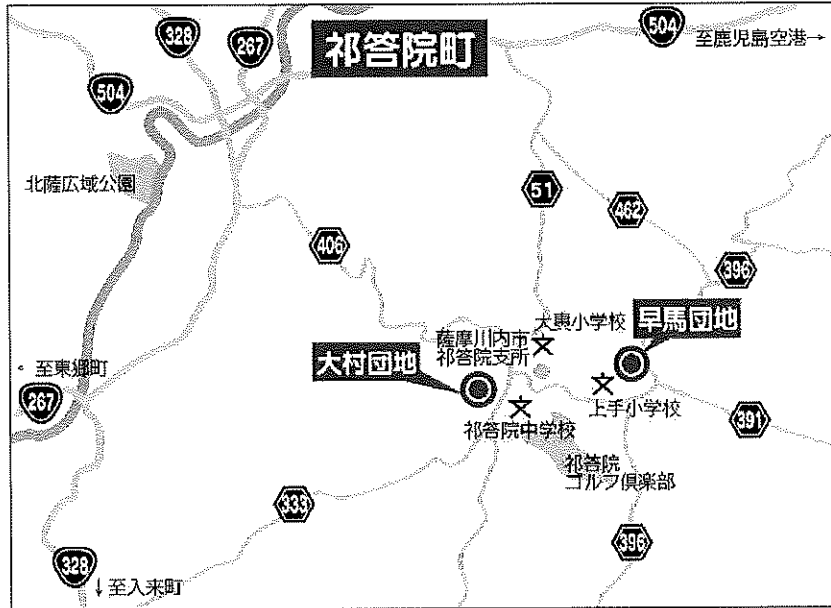 328
267
祁答院町
504
至鹿児島空港→
504
北薩広域公園
51
462
406
396
大輿小学校
早馬団地
薩摩川内市
祁答院支所
大村団地
至東郷町
267
上手小学校
祁答院中学校
391
祁答院
ゴルフ倶楽部
333
396
328
↓至入来町